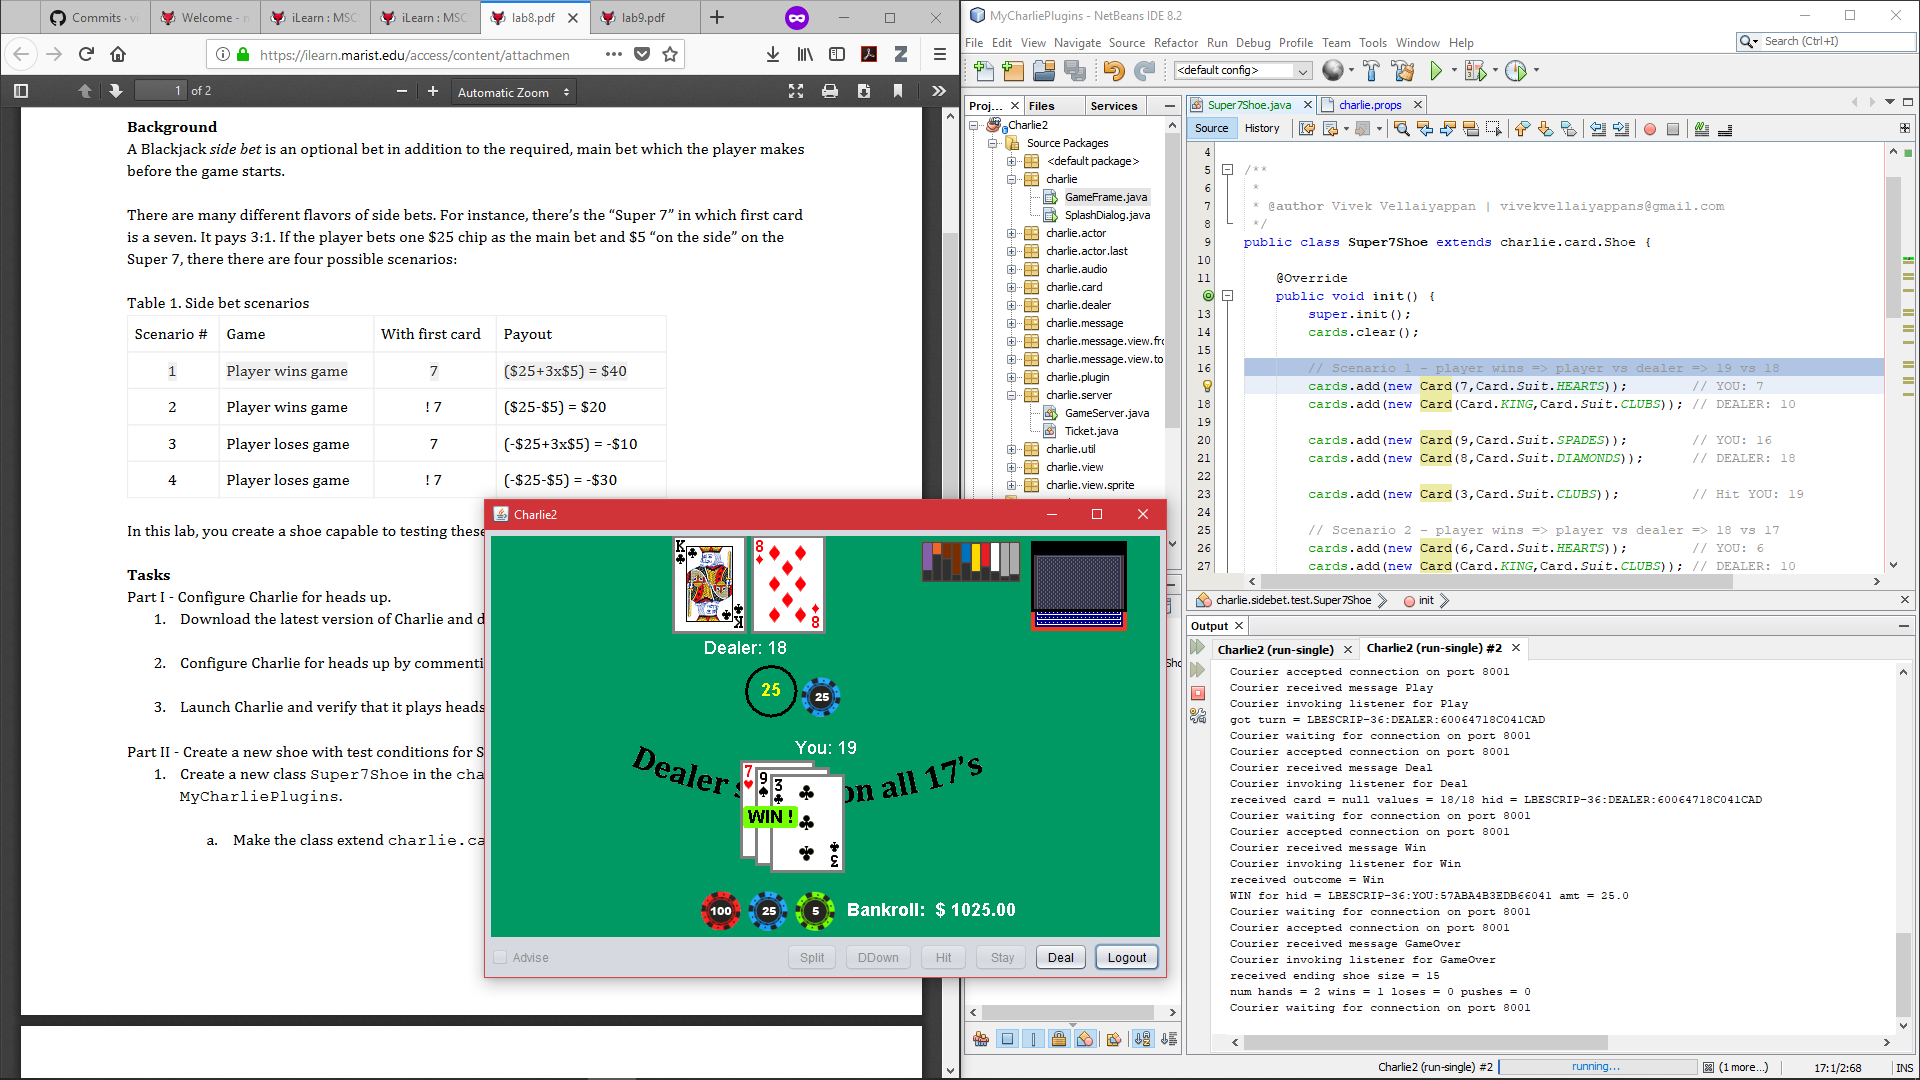 Commits · vi
Welcome - n
iLearn : MSC
iLearn : MSC
lab8.pdf
lab9.pdf
https://ilearn.marist.edu/access/content/attachmen
1 of 2
Automatic Zoom
Background
A Blackjack side bet is an optional bet in addition to the required, main bet which the player makes
before the game starts.
There are many different flavors of side bets. For instance, there's the “Super 7” in which first card
is a seven. It pays 3:1. If the player bets one $25 chip as the main bet and $5 “on the side” on the
Super 7, there there are four possible scenarios:
Table 1. Side bet scenarios
Scenario # Game With first card Payout
1 Player wins game 7 ($25+3x$5) = $40
2 Player wins game ! 7 ($25-$5) = $20
3 Player loses game 7 (-$25+3x$5) = -$10
4 Player loses game ! 7 (-$25-$5) = -$30
In this lab, you create a shoe capable to testing these
Tasks
Part I - Configure Charlie for heads up.
1. Download the latest version of Charlie and d
2. Configure Charlie for heads up by commenti
3. Launch Charlie and verify that it plays heads
Part II - Create a new shoe with test conditions for S
1. Create a new class Super7Shoe in the cha
MyCharliePlugins.
a. Make the class extend charlie.ca
Charlie2
K
K
8
8
Dealer: 18
25
25
You: 19
Dealer s on all 17's
7
9
3
WIN !
3
100
25
5
Bankroll: $ 1025.00
Advise
Split
DDown
Hit
Stay
Deal
Logout
MyCharliePlugins - NetBeans IDE 8.2
File Edit View Navigate Source Refactor Run Debug Profile Team Tools Window Help
Search (Ctrl+I)
<default config>
Proj... Files Services
Charlie2
Source Packages
<default package>
charlie
GameFrame.java
SplashDialog.java
charlie.actor
charlie.actor.last
charlie.audio
charlie.card
charlie.dealer
charlie.message
charlie.message.view.fr
charlie.message.view.to
charlie.plugin
charlie.server
GameServer.java
Ticket.java
charlie.util
charlie.view
charlie.view.sprite
Sho
Super7Shoe.java
charlie.props
Source History
4
5 /**
6 *
7 * @author Vivek Vellaiyappan | vivekvellaiyappans@gmail.com
8 */
9 public class Super7Shoe extends charlie.card.Shoe {
10
11 @Override
public void init() {
13 super.init();
14 cards.clear();
15
16 // Scenario 1 - player wins => player vs dealer => 19 vs 18
cards.add(new Card(7,Card.Suit.HEARTS)); // YOU: 7
18 cards.add(new Card(Card.KING,Card.Suit.CLUBS)); // DEALER: 10
19
20 cards.add(new Card(9,Card.Suit.SPADES)); // YOU: 16
21 cards.add(new Card(8,Card.Suit.DIAMONDS)); // DEALER: 18
22
23 cards.add(new Card(3,Card.Suit.CLUBS)); // Hit YOU: 19
24
25 // Scenario 2 - player wins => player vs dealer => 18 vs 17
26 cards.add(new Card(6,Card.Suit.HEARTS)); // YOU: 6
27 cards.add(new Card(Card.KING,Card.Suit.CLUBS)); // DEALER: 10
charlie.sidebet.test.Super7Shoe init
Output
Charlie2 (run-single)
Charlie2 (run-single) #2
Courier accepted connection on port 8001
Courier received message Play
Courier invoking listener for Play
got turn = LBESCRIP-36:DEALER:60064718C041CAD
Courier waiting for connection on port 8001
Courier accepted connection on port 8001
Courier received message Deal
Courier invoking listener for Deal
received card = null values = 18/18 hid = LBESCRIP-36:DEALER:60064718C041CAD
Courier waiting for connection on port 8001
Courier accepted connection on port 8001
Courier received message Win
Courier invoking listener for Win
received outcome = Win
WIN for hid = LBESCRIP-36:YOU:57ABA4B3EDB66041 amt = 25.0
Courier waiting for connection on port 8001
Courier accepted connection on port 8001
Courier received message GameOver
Courier invoking listener for GameOver
received ending shoe size = 15
num hands = 2 wins = 1 loses = 0 pushes = 0
Courier waiting for connection on port 8001
Charlie2 (run-single) #2 running... (1 more...) 17:1/2:68 INS